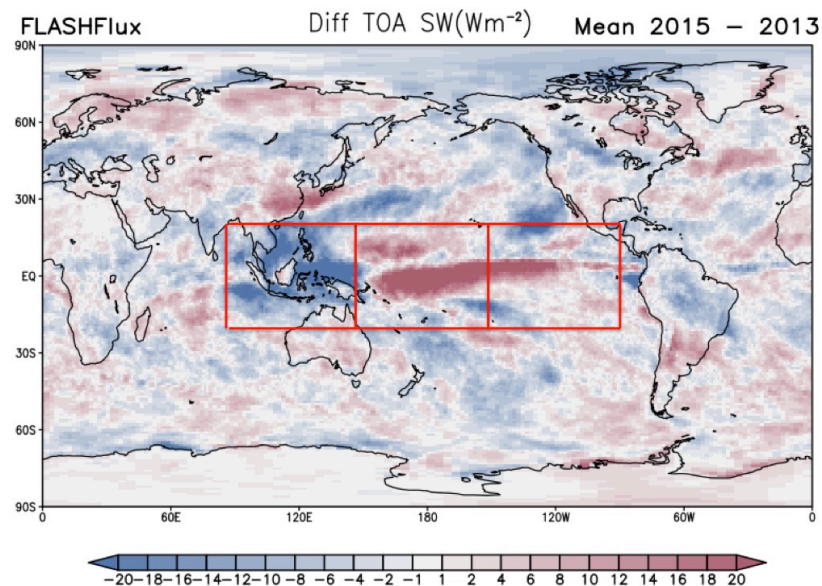 FLASHFlux Diff TOA SW(Wm⁻²) Mean 2015 – 2013
90N
60N
30N
EQ
30S
60S
90S
0 60E 120E 180 120W 60W 0
-20 -18 -16 -14 -12 -10 -8 -6 -4 -2 -1 1 2 4 6 8 10 12 14 16 18 20